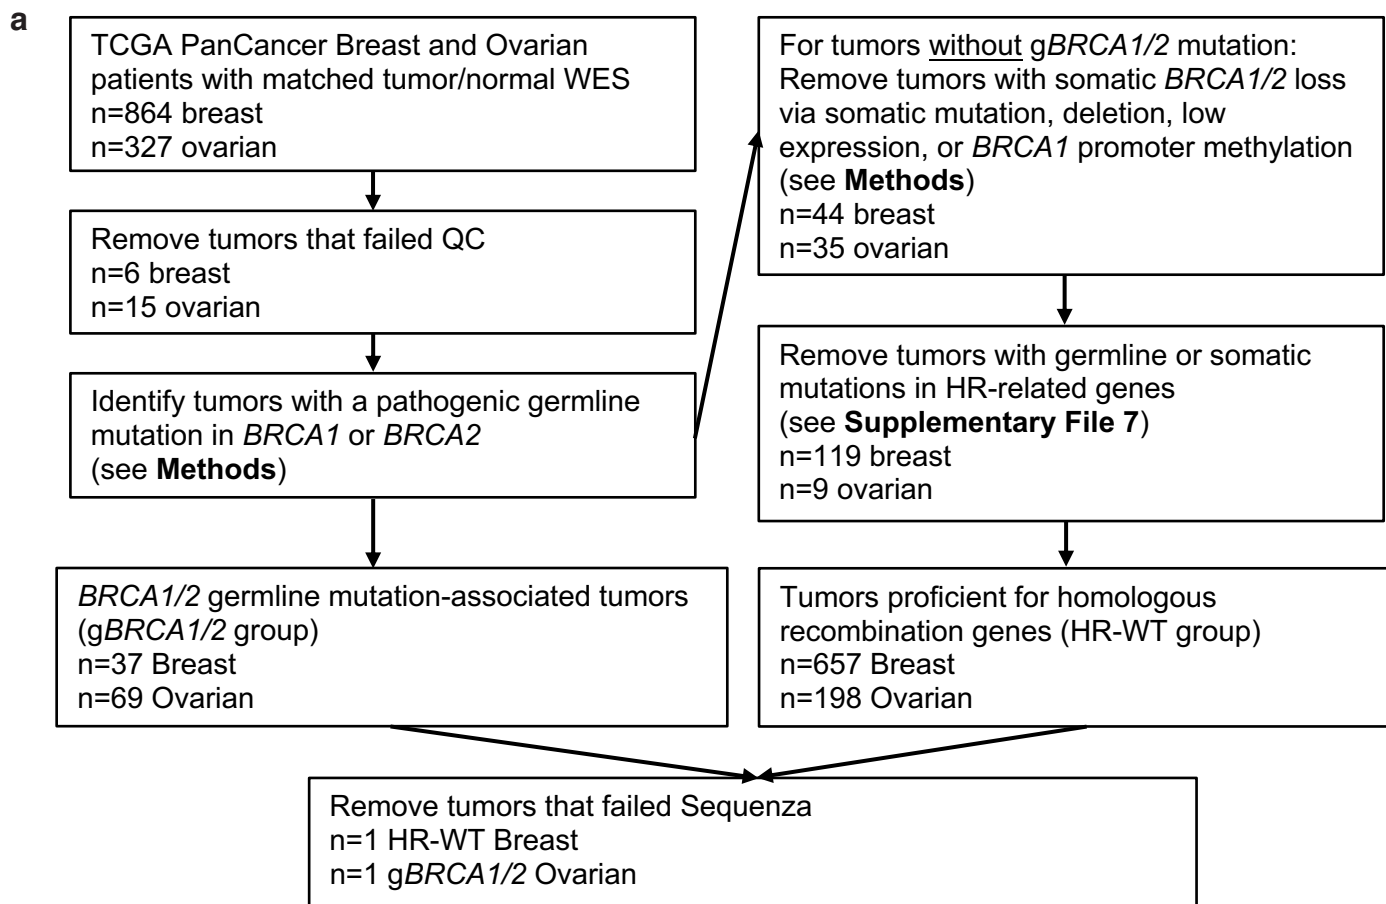 a
TCGA PanCancer Breast and Ovarian
patients with matched tumor/normal WES
n=864 breast
n=327 ovarian
Remove tumors that failed QC
n=6 breast
n=15 ovarian
Identify tumors with a pathogenic germline
mutation in BRCA1 or BRCA2
(see Methods)
BRCA1/2 germline mutation-associated tumors
(gBRCA1/2 group)
n=37 Breast
n=69 Ovarian
For tumors without gBRCA1/2 mutation:
Remove tumors with somatic BRCA1/2 loss
via somatic mutation, deletion, low
expression, or BRCA1 promoter methylation
(see Methods)
n=44 breast
n=35 ovarian
Remove tumors with germline or somatic
mutations in HR-related genes
(see Supplementary File 7)
n=119 breast
n=9 ovarian
Tumors proficient for homologous
recombination genes (HR-WT group)
n=657 Breast
n=198 Ovarian
Remove tumors that failed Sequenza
n=1 HR-WT Breast
n=1 gBRCA1/2 Ovarian